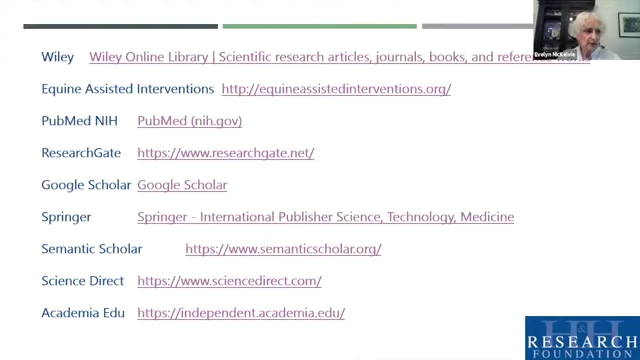 Wiley Wiley Online Library | Scientific research articles, journals, books, and
Evelyn McKelvie
Equine Assisted Interventions http://equineassistedinterventions.org/
PubMed NIH PubMed (nih.gov)
ResearchGate https://www.researchgate.net/
Google Scholar Google Scholar
Springer Springer - International Publisher Science, Technology, Medicine
Semantic Scholar https://www.semanticscholar.org/
Science Direct https://www.sciencedirect.com/
Academia Edu https://independent.academia.edu/
RESEARCH
FOUNDATION